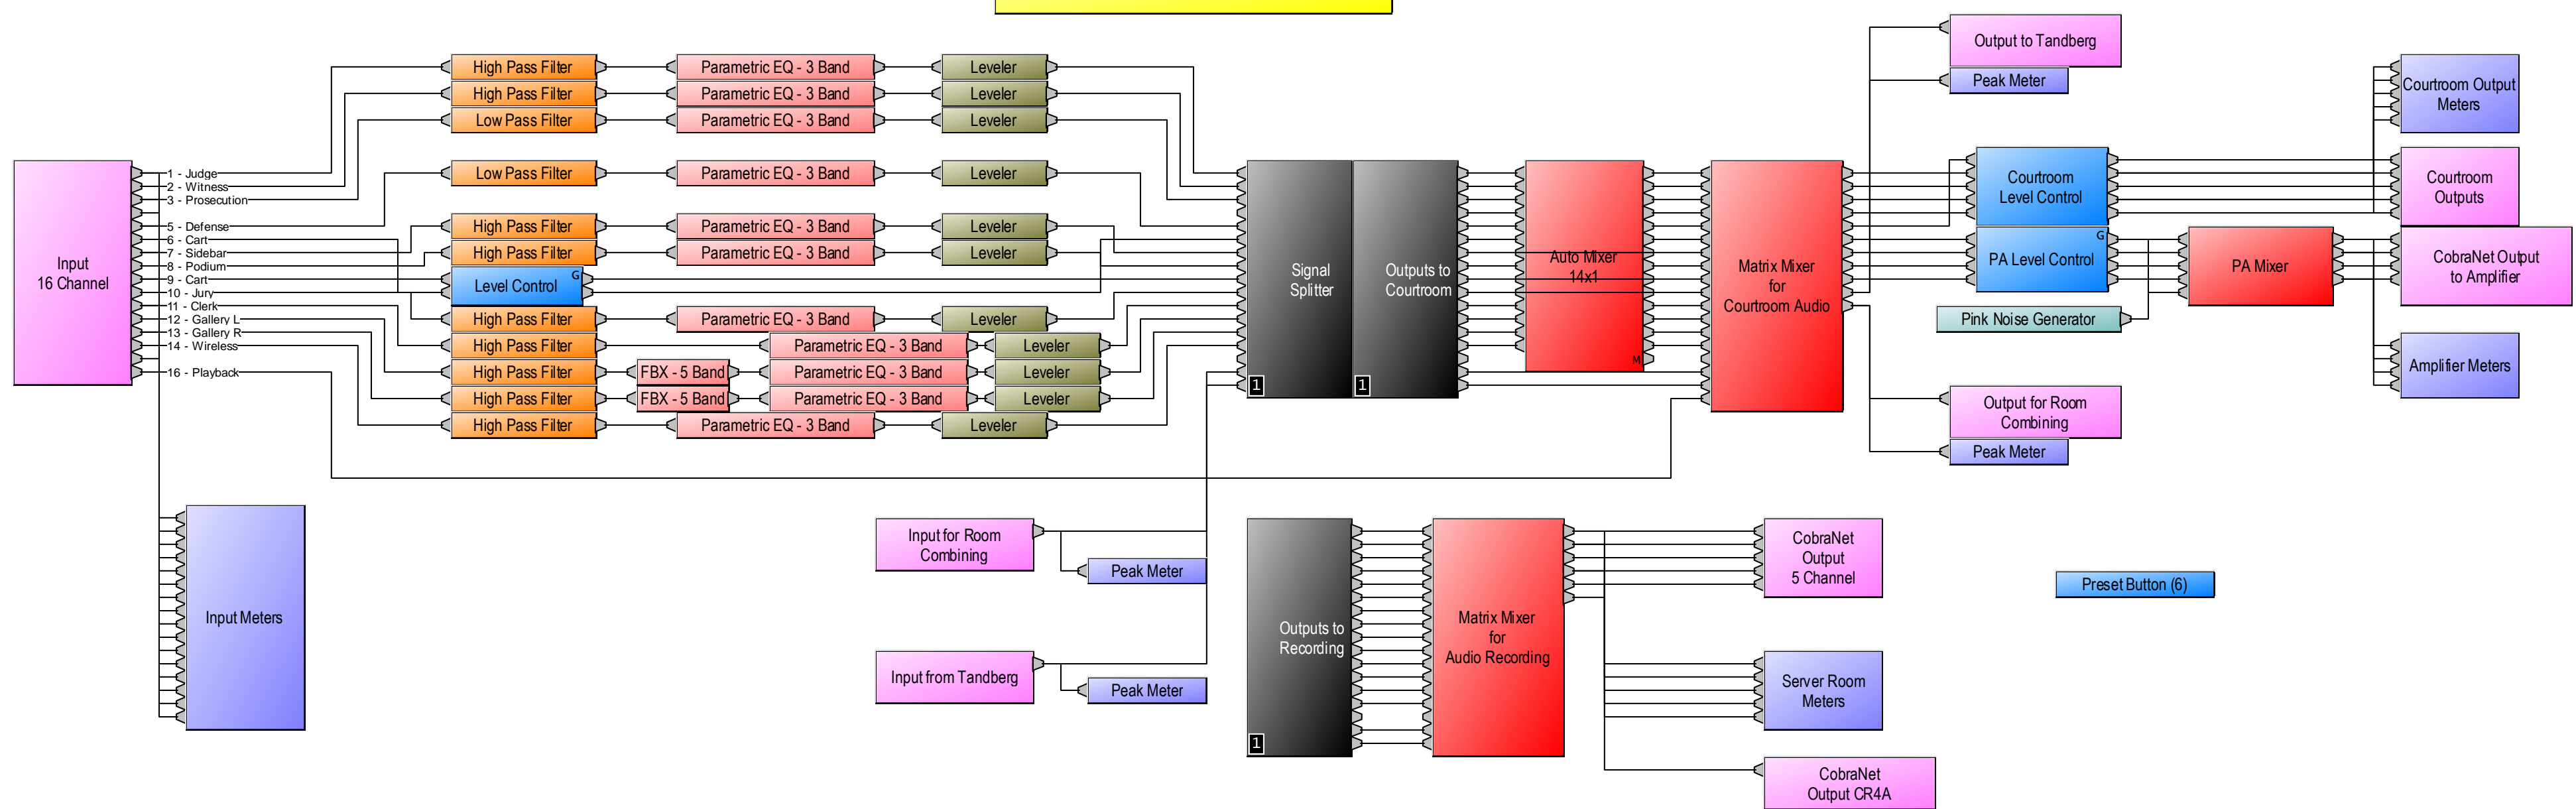 Output to Tandberg
Peak Meter
High Pass Filter
Parametric EQ - 3 Band
Leveler
High Pass Filter
Parametric EQ - 3 Band
Leveler
Low Pass Filter
Parametric EQ - 3 Band
Leveler
Courtroom Output
Meters
Input
16 Channel
1 - Judge
2 - Witness
3 - Prosecution
5 - Defense
6 - Cart
7 - Sidebar
8 - Podium
9 - Cart
10 - Jury
11 - Clerk
12 - Gallery L
13 - Gallery R
14 - Wireless
16 - Playback
Low Pass Filter
Parametric EQ - 3 Band
Leveler
High Pass Filter
Parametric EQ - 3 Band
Leveler
High Pass Filter
Parametric EQ - 3 Band
Leveler
Level Control
G
High Pass Filter
Parametric EQ - 3 Band
Leveler
High Pass Filter
Parametric EQ - 3 Band
Leveler
High Pass Filter
FBX - 5 Band
Parametric EQ - 3 Band
Leveler
High Pass Filter
FBX - 5 Band
Parametric EQ - 3 Band
Leveler
High Pass Filter
Parametric EQ - 3 Band
Leveler
Signal
Splitter
1
Outputs to
Courtroom
1
Auto Mixer
14x1
M
Matrix Mixer
for
Courtroom Audio
Courtroom
Level Control
Courtroom
Outputs
G
PA Level Control
PA Mixer
CobraNet Output
to Amplifier
Pink Noise Generator
Amplifier Meters
Output for Room
Combining
Peak Meter
Input Meters
Input for Room
Combining
Peak Meter
Input from Tandberg
Peak Meter
Outputs to
Recording
1
Matrix Mixer
for
Audio Recording
CobraNet
Output
5 Channel
Server Room
Meters
CobraNet
Output CR4A
Preset Button (6)